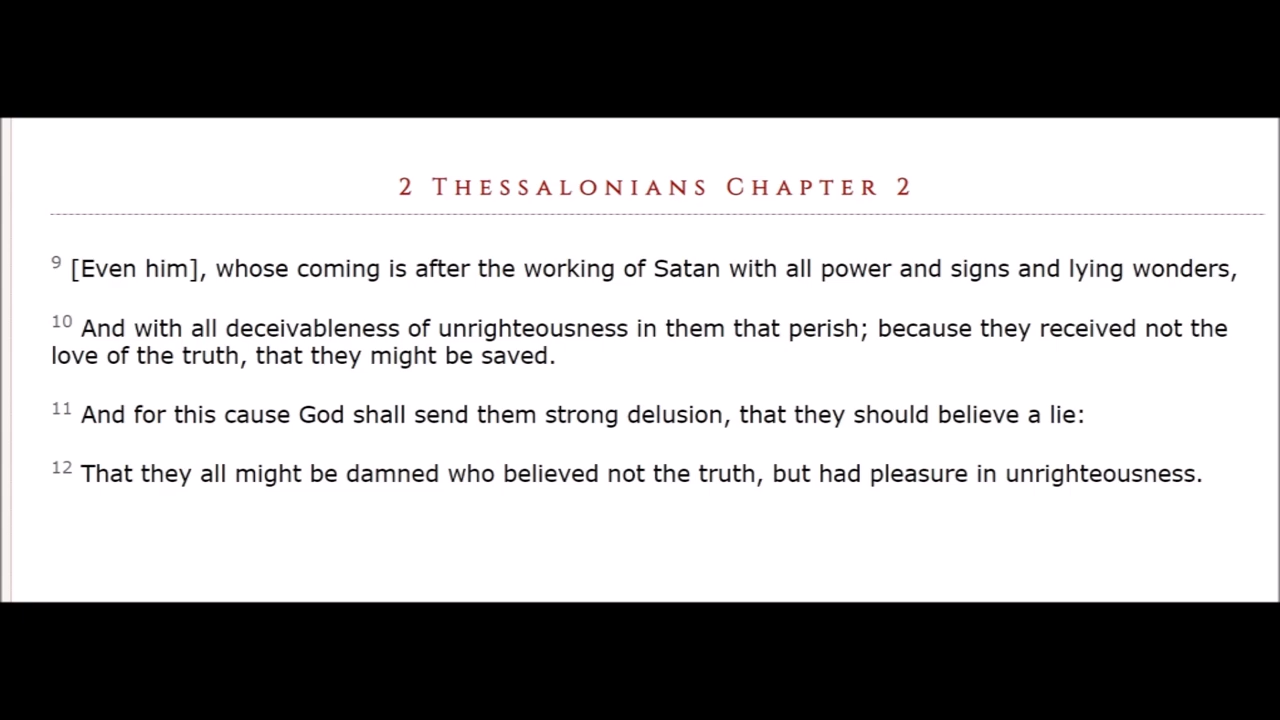 2 Thessalonians Chapter 2
9 [Even him], whose coming is after the working of Satan with all power and signs and lying wonders,
10 And with all deceivableness of unrighteousness in them that perish; because they received not the
love of the truth, that they might be saved.
11 And for this cause God shall send them strong delusion, that they should believe a lie:
12 That they all might be damned who believed not the truth, but had pleasure in unrighteousness.